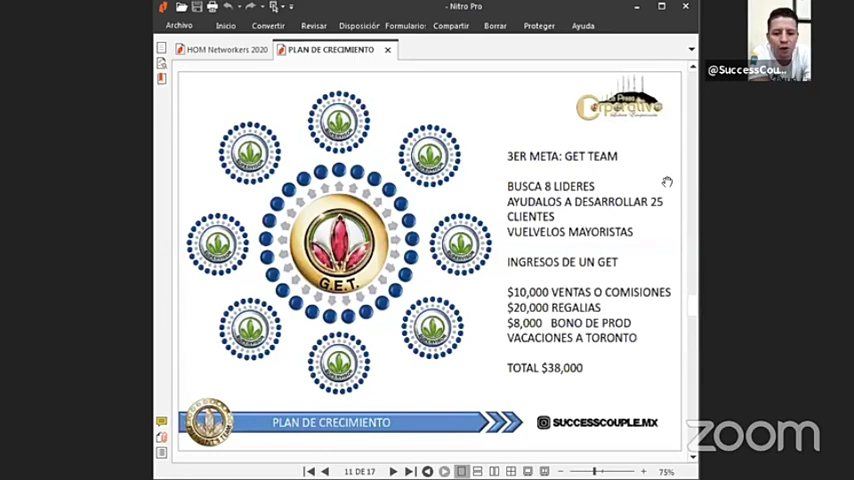 - Nitro Pro
Archivo Inicio Convertir Revisar Disposición Formulario: Compartir Borrar Proteger Ayuda
HOM Networkers 2020 PLAN DE CRECIMIENTO
@SuccessCou...
Corporativo
3ER META: GET TEAM
BUSCA 8 LIDERES
AYUDALOS A DESARROLLAR 25
CLIENTES
VUELVELOS MAYORISTAS
INGRESOS DE UN GET
$10,000 VENTAS O COMISIONES
$20,000 REGALIAS
$8,000 BONO DE PROD
VACACIONES A TORONTO
TOTAL $38,000
G.E.T.
PLAN DE CRECIMIENTO
SUCCESSCOUPLE.MX
zoom
11 DE 17
75%